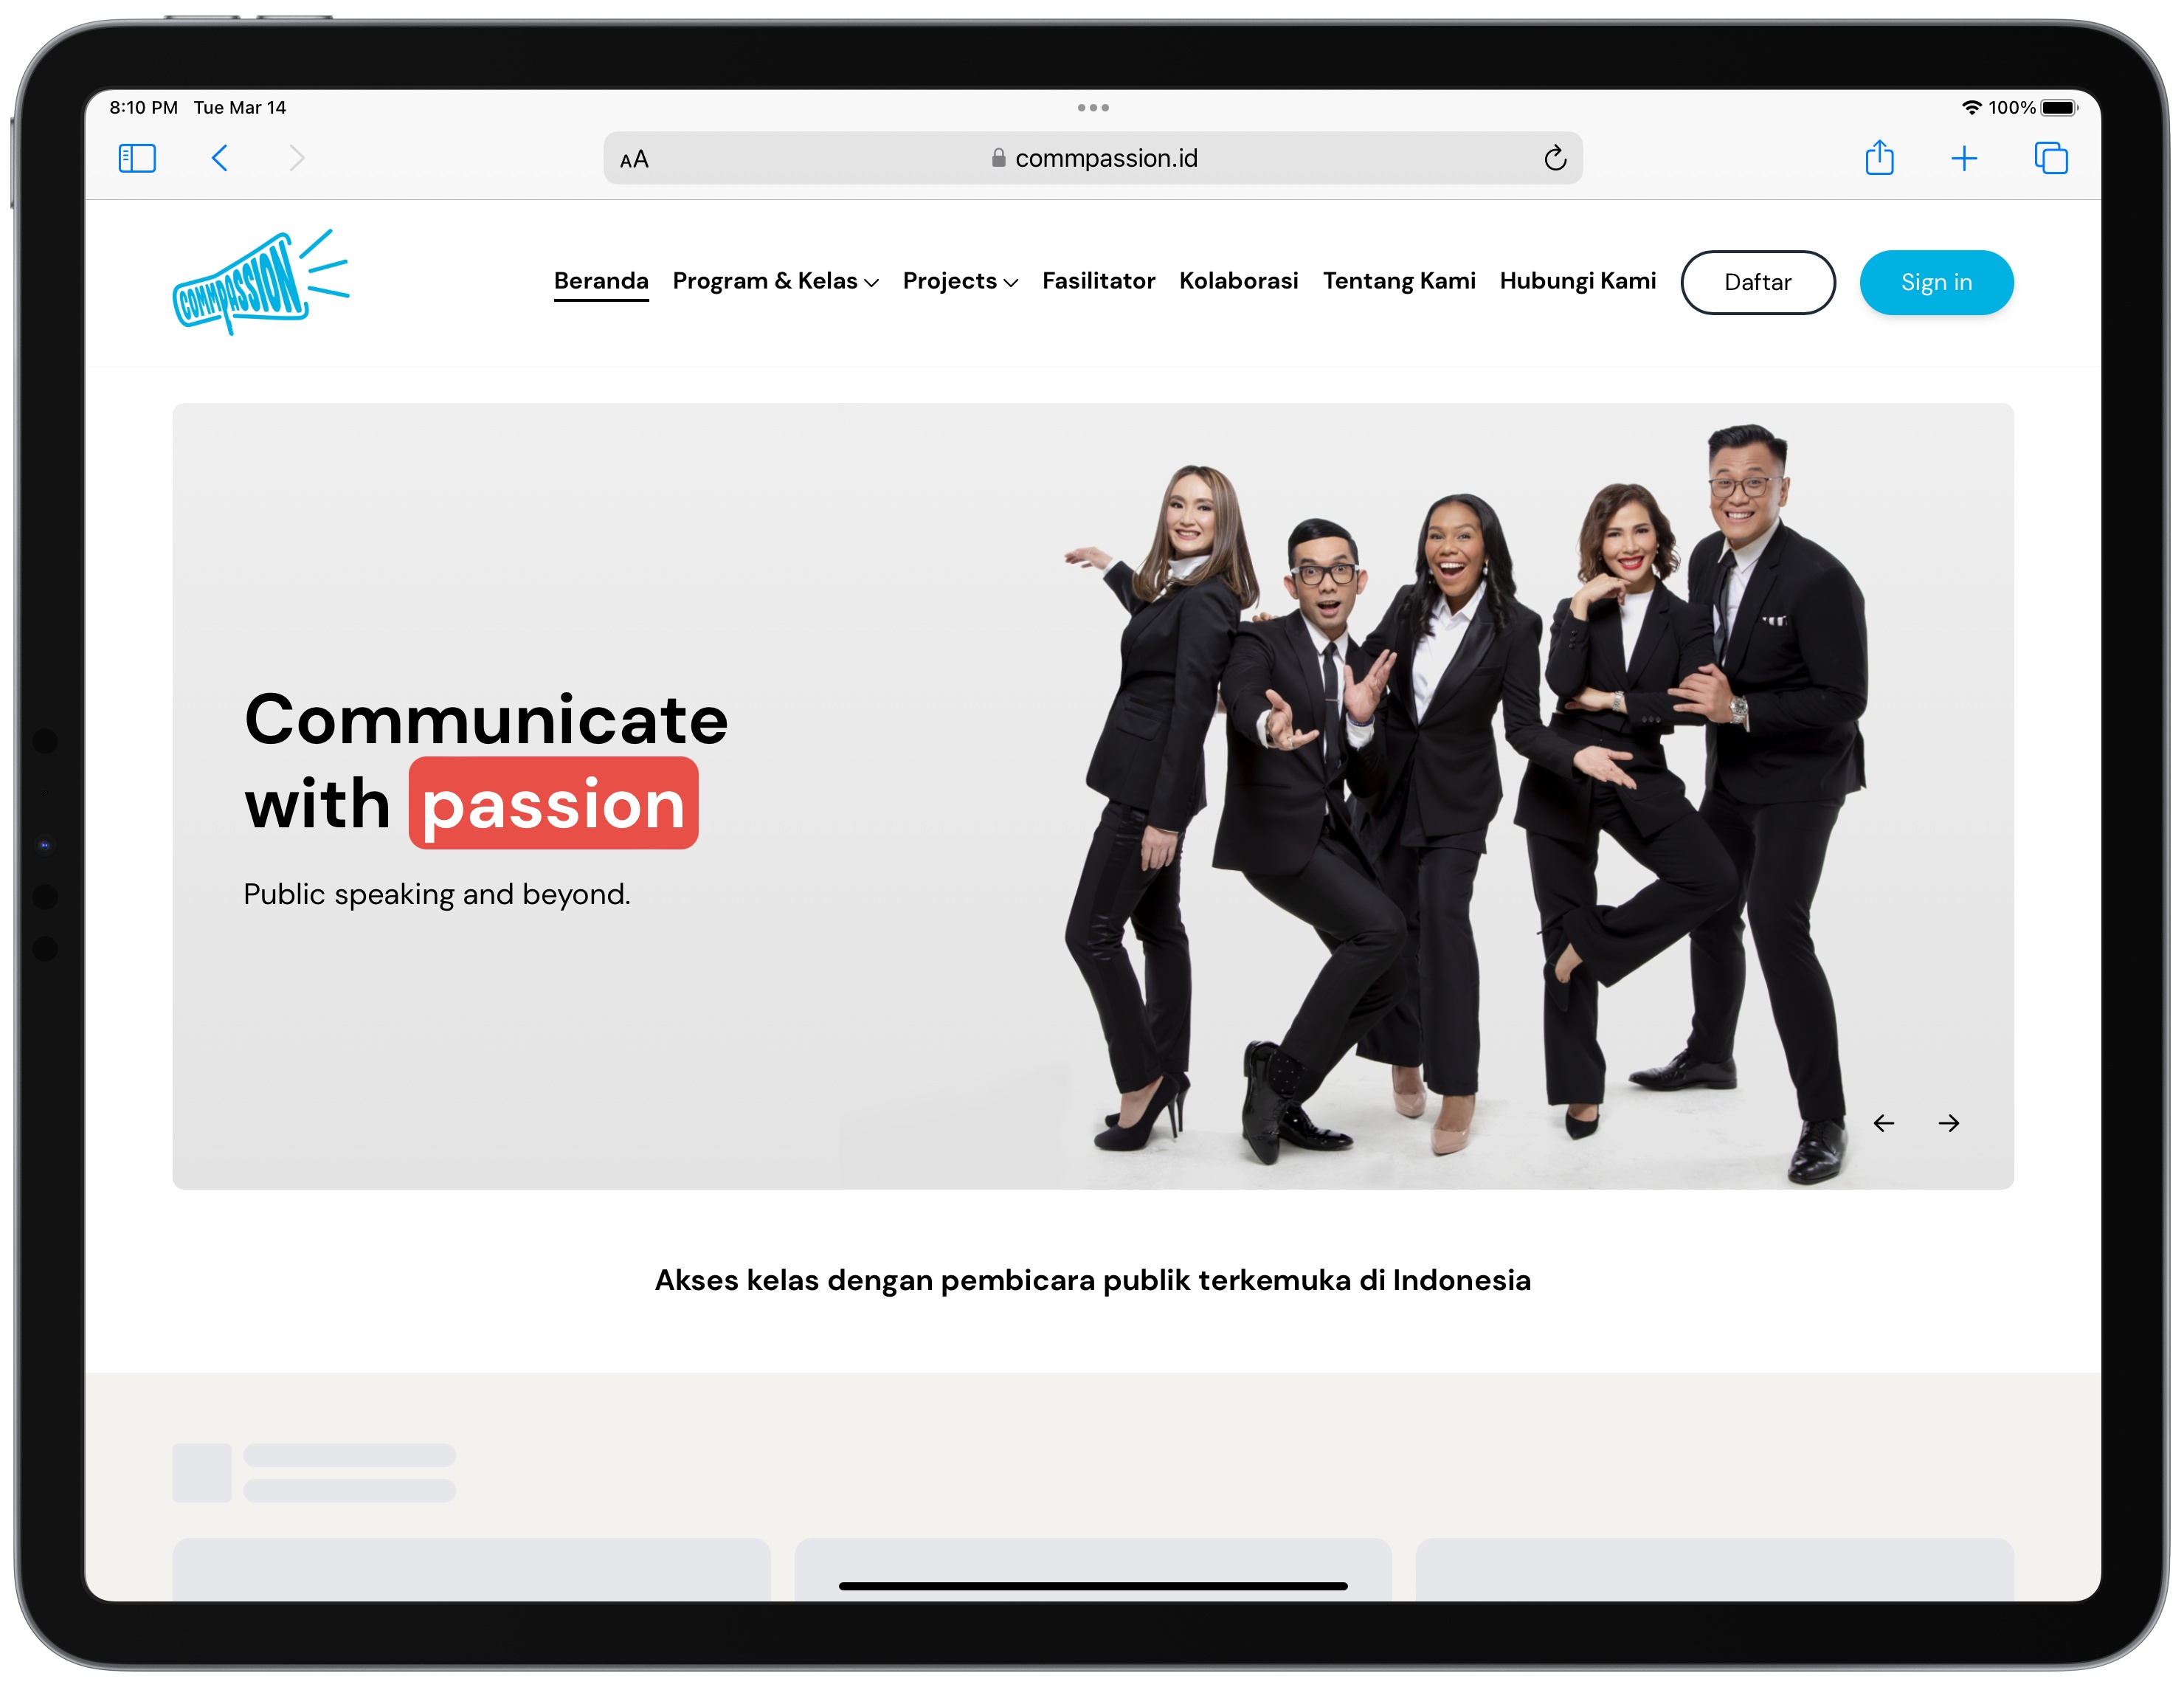 8:10 PM Tue Mar 14
100%
AA
commpassion.id
COMMPASSION
Beranda Program & Kelas Projects Fasilitator Kolaborasi Tentang Kami Hubungi Kami Daftar Sign in
Communicate
with passion
Public speaking and beyond.
Akses kelas dengan pembicara publik terkemuka di Indonesia